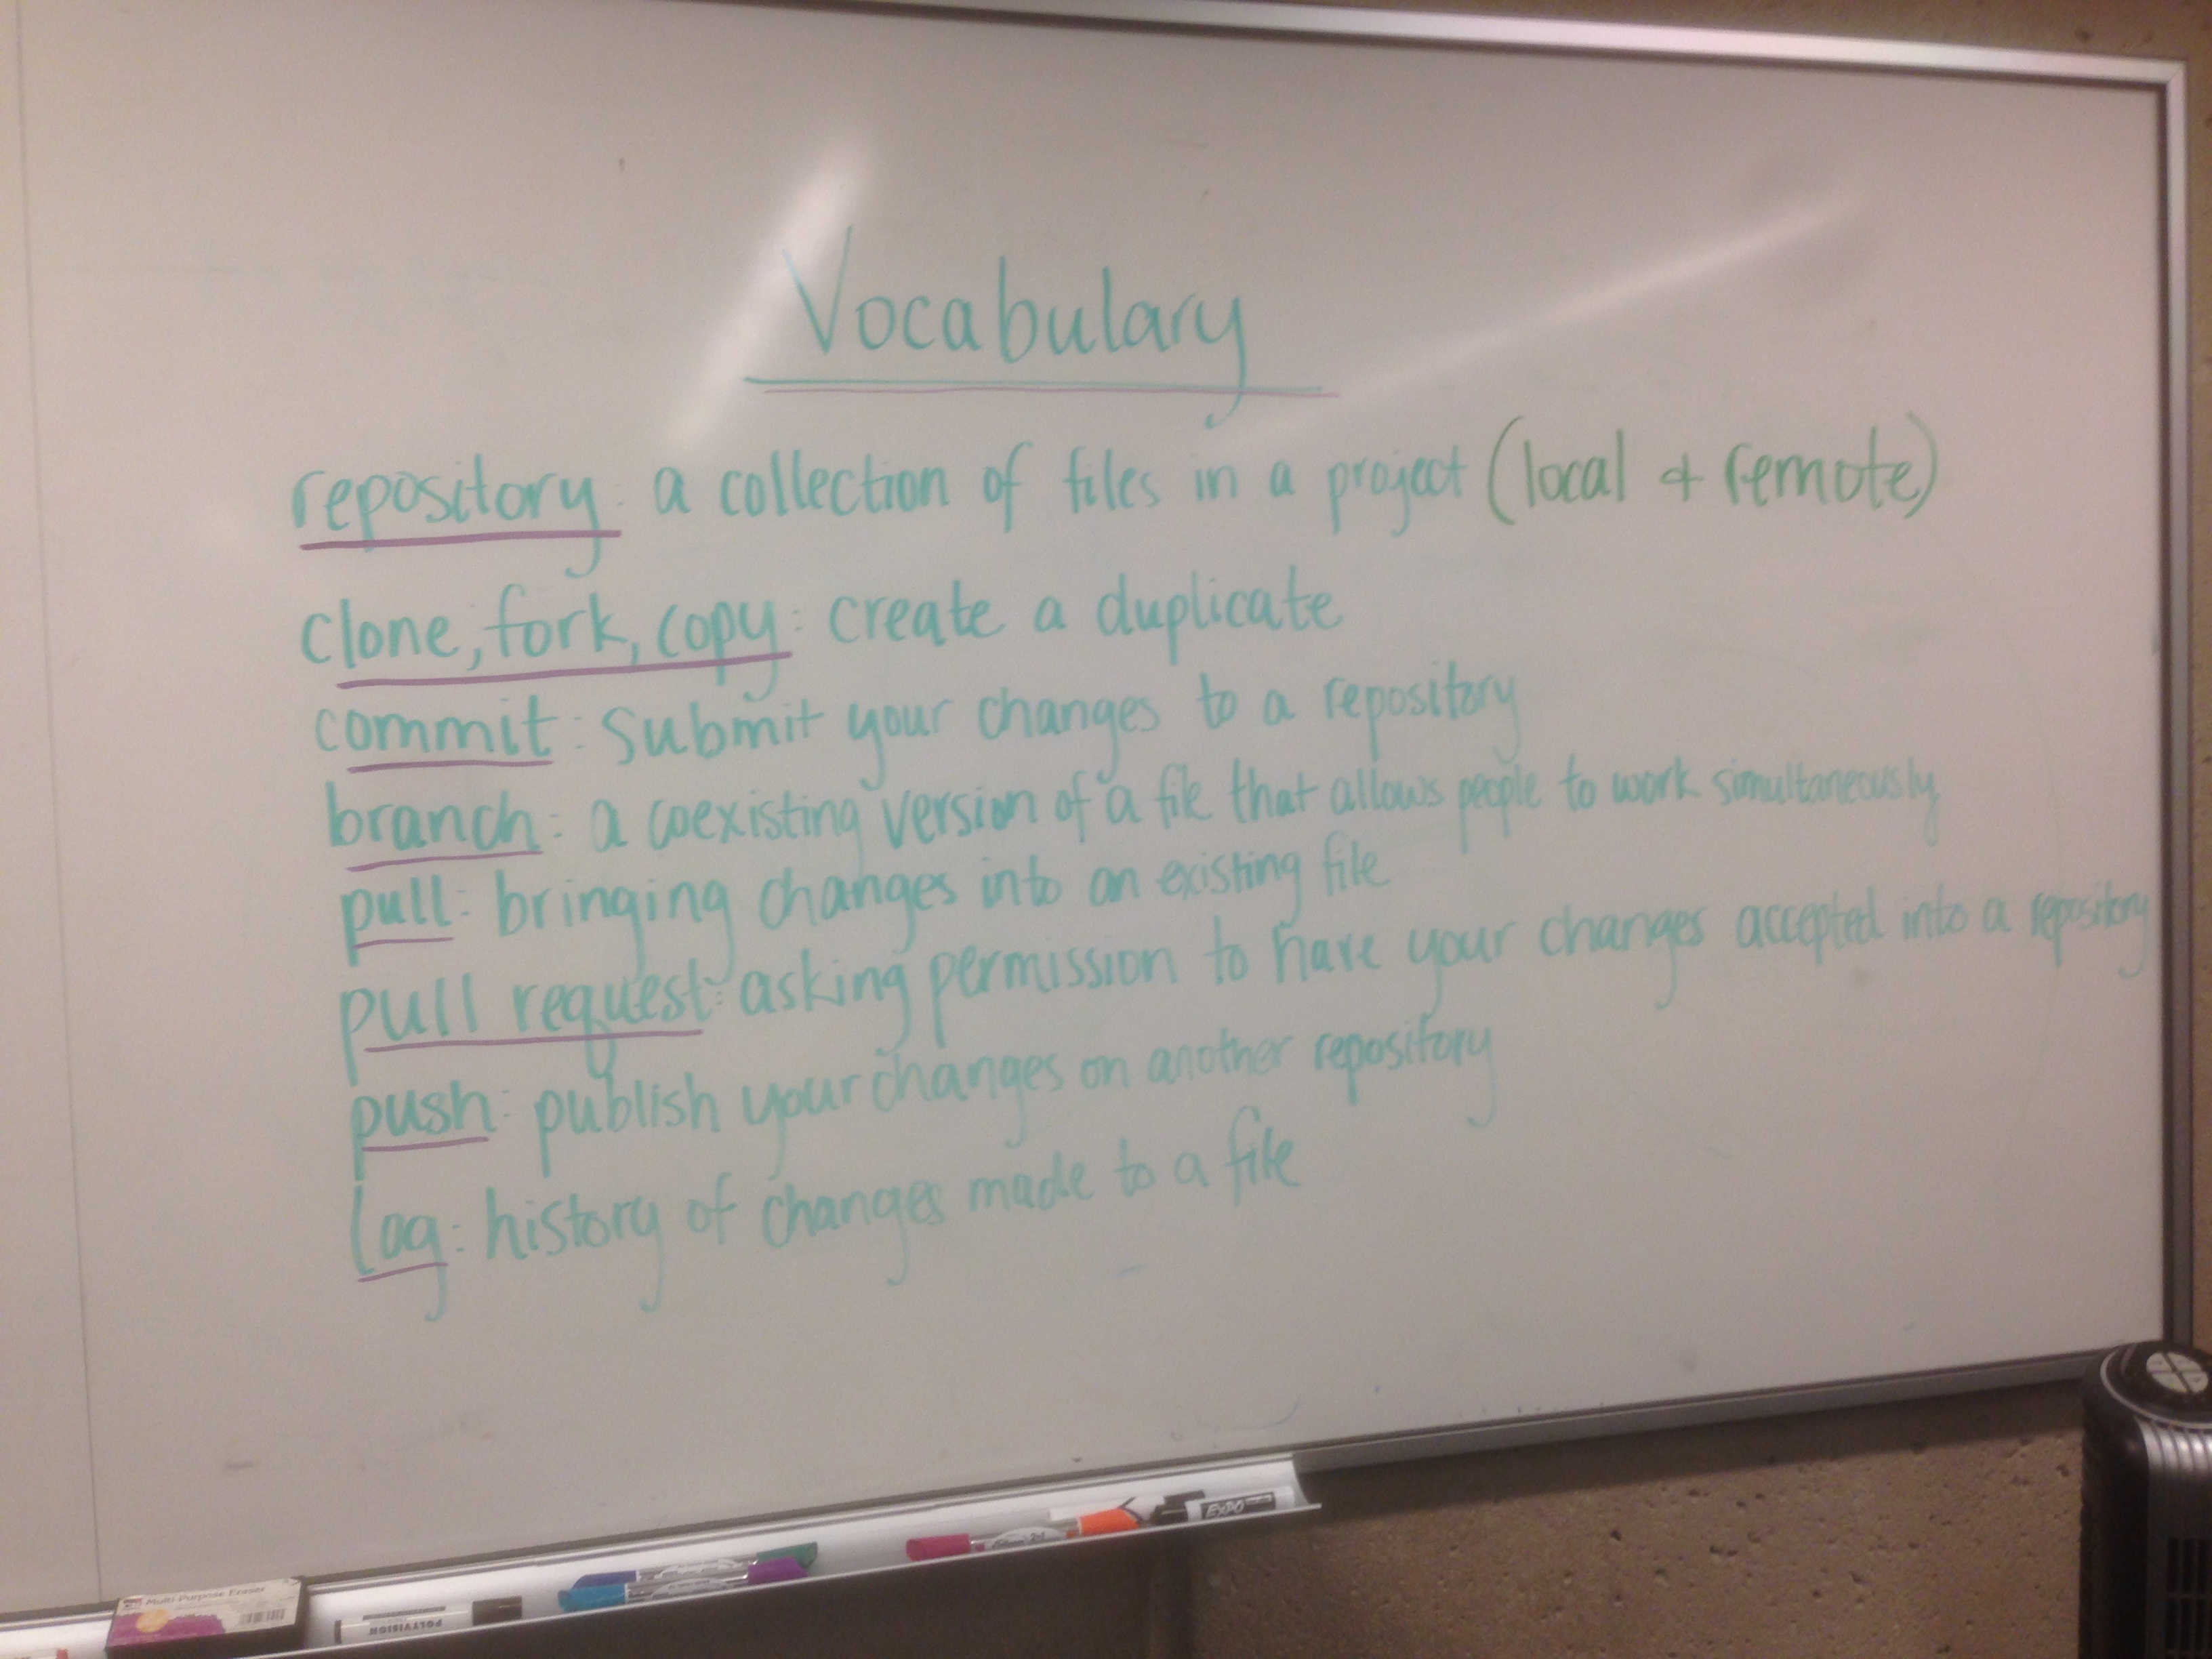 Vocabulary
repository: a collection of files in a project (local + remote)
clone, fork, copy: create a duplicate
commit: submit your changes to a repository
branch: a coexisting version of a file that allows people to work simultaneously
pull: bringing changes into an existing file
pull request: asking permission to have your changes accepted into a repository
push: publish your changes on another repository
log: history of changes made to a file
EXPO
Multi-Purpose Eraser
POLYVISION